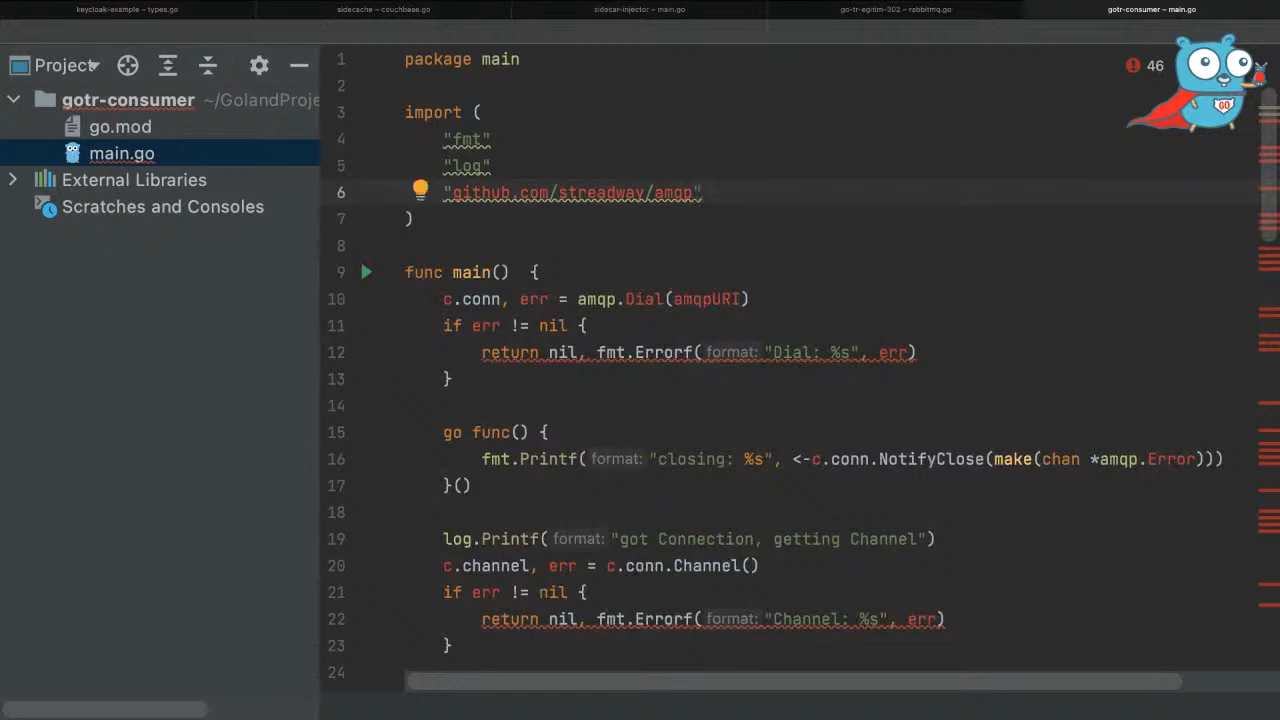 keycloak-example – types.go
sidecache – couchbase.go
sidecar-injector – main.go
go-tr-egitim-302 – rabbitmq.go
gotr-consumer – main.go
Project
gotr-consumer ~/GolandProje
go.mod
main.go
External Libraries
Scratches and Consoles
46
GO
1 package main
2
3 import (
4 "fmt"
5 "log"
6 "github.com/streadway/amqp"
7 )
8
9 func main() {
10 c.conn, err = amqp.Dial(amqpURI)
11 if err != nil {
12 return nil, fmt.Errorf( format: "Dial: %s", err)
13 }
14
15 go func() {
16 fmt.Printf( format: "closing: %s", <-c.conn.NotifyClose(make(chan *amqp.Error)))
17 }()
18
19 log.Printf( format: "got Connection, getting Channel")
20 c.channel, err = c.conn.Channel()
21 if err != nil {
22 return nil, fmt.Errorf( format: "Channel: %s", err)
23 }
24